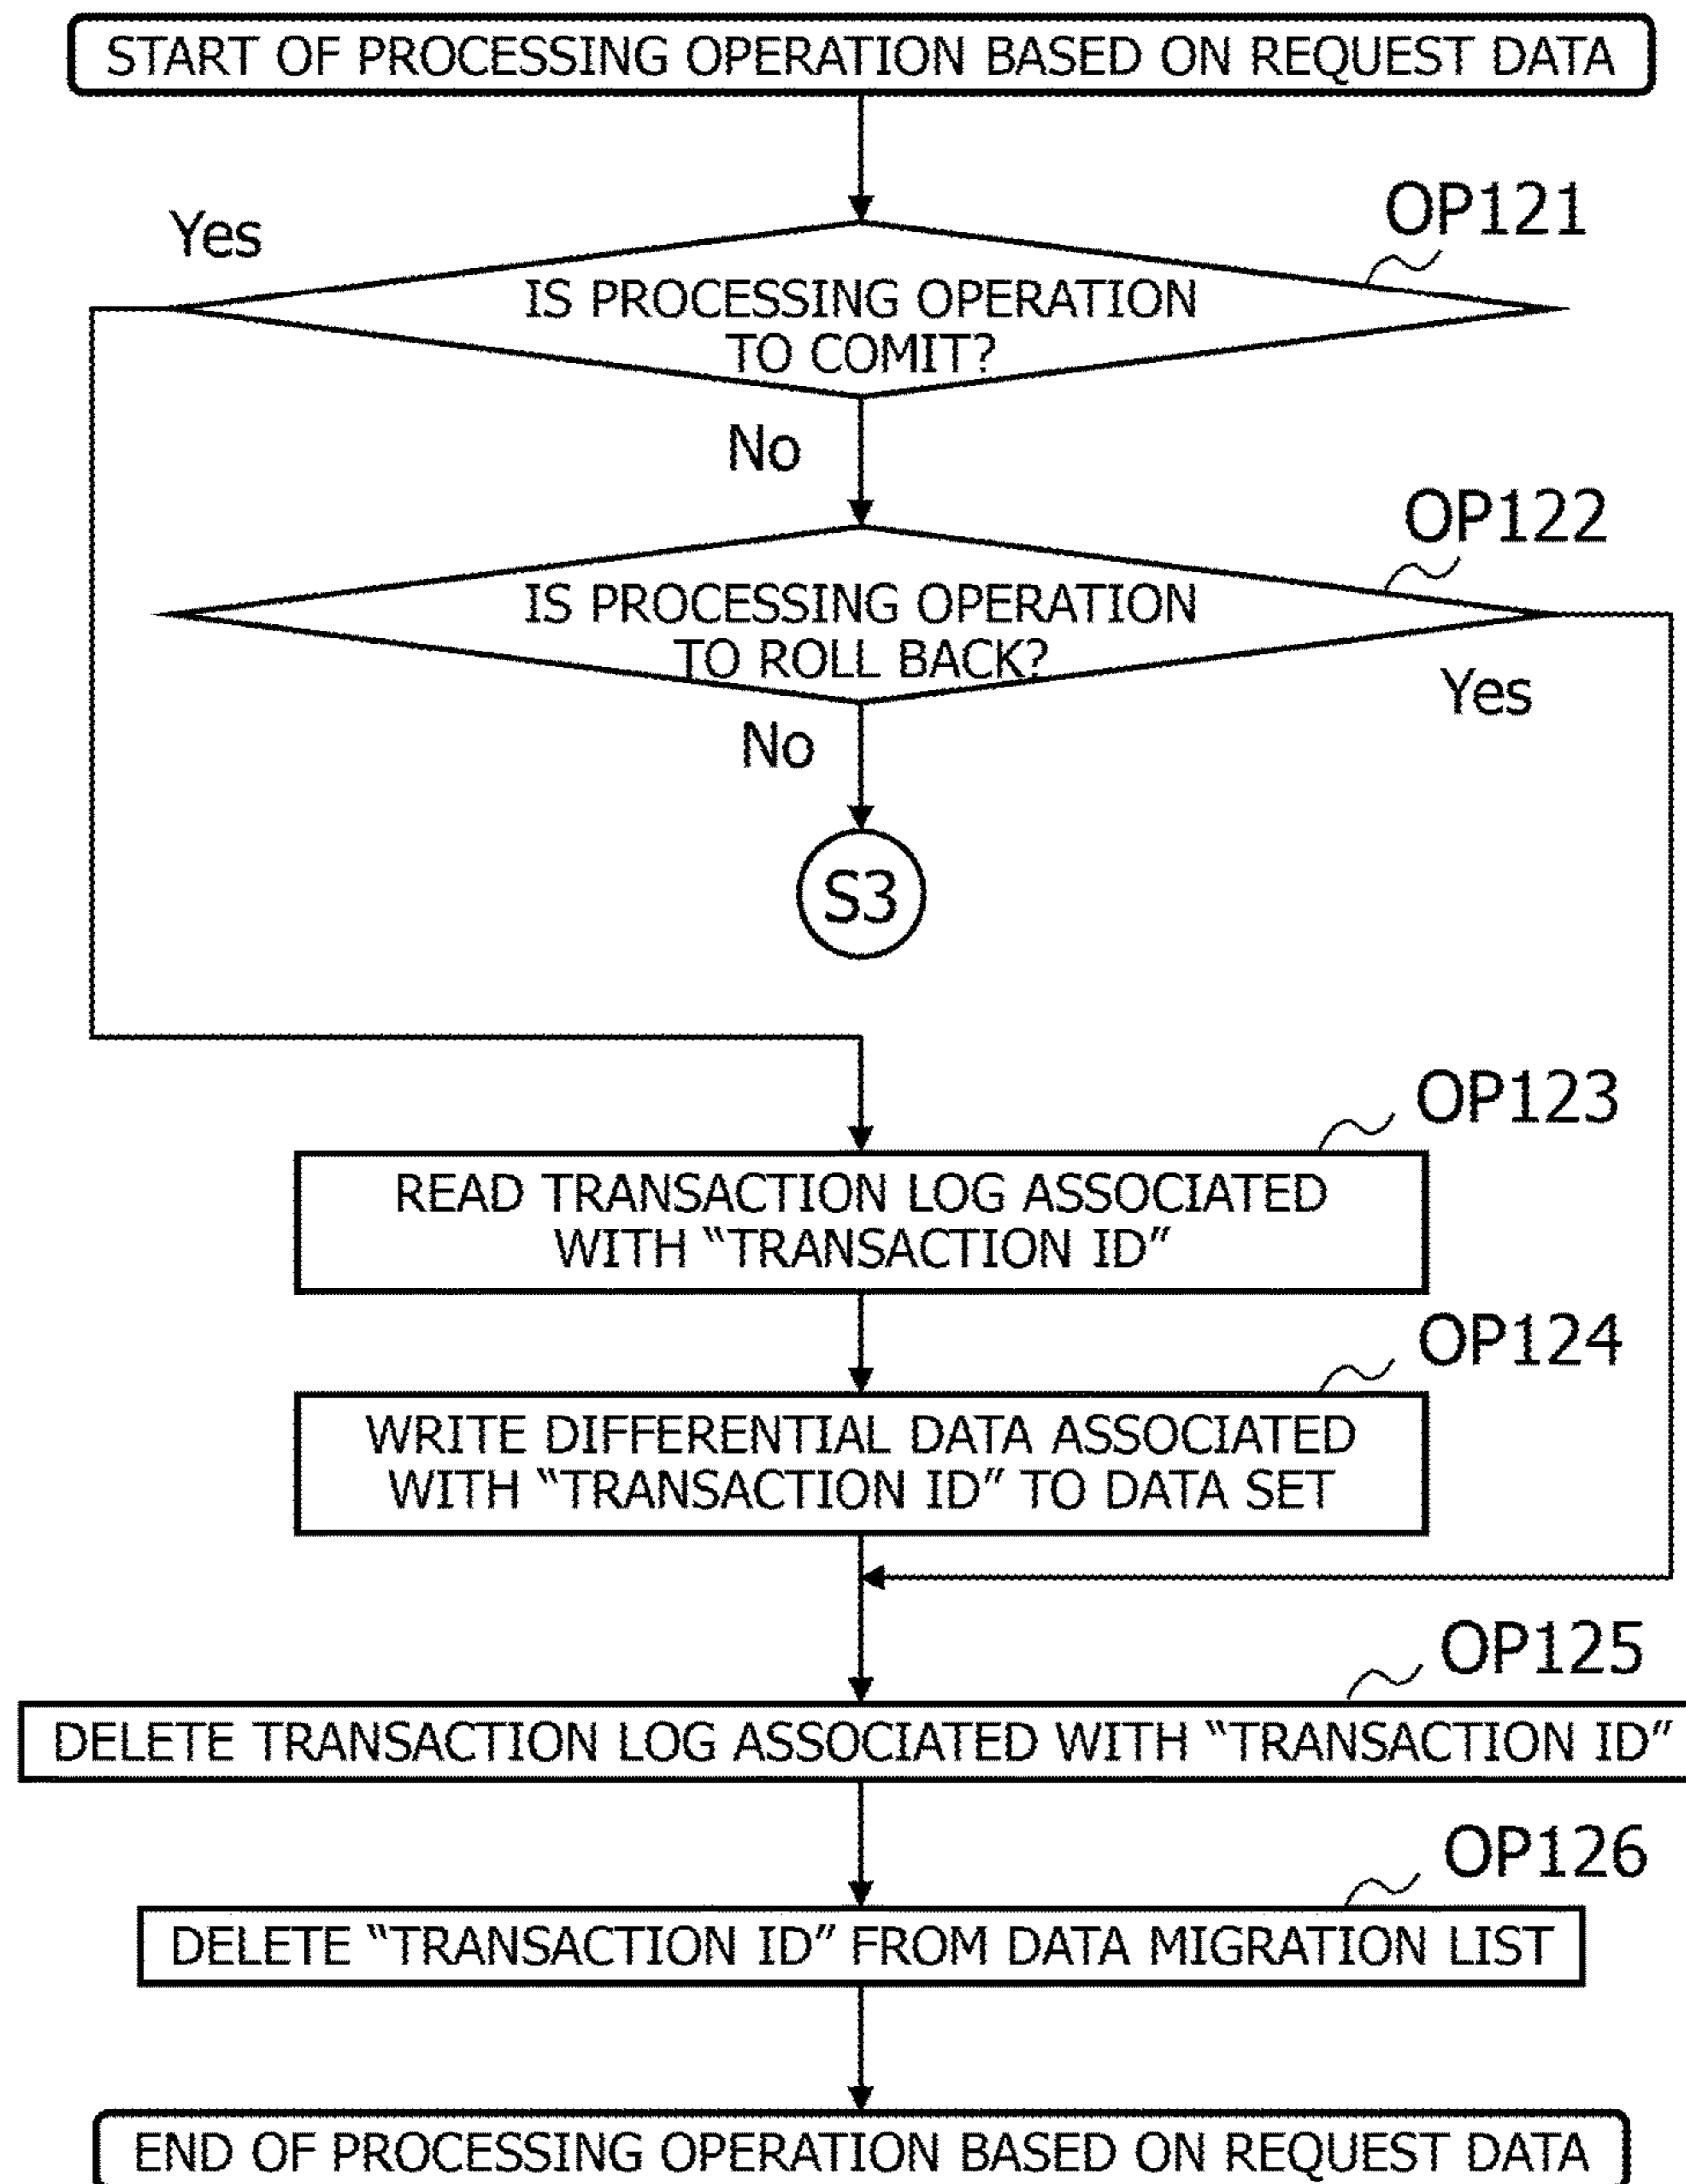 START OF PROCESSING OPERATION BASED ON REQUEST DATA
OP121
Yes
IS PROCESSING OPERATION
TO COMIT?
No
OP122
IS PROCESSING OPERATION
TO ROLL BACK?
Yes
No
S3
OP123
READ TRANSACTION LOG ASSOCIATED
WITH “TRANSACTION ID”
OP124
WRITE DIFFERENTIAL DATA ASSOCIATED
WITH “TRANSACTION ID” TO DATA SET
OP125
DELETE TRANSACTION LOG ASSOCIATED WITH “TRANSACTION ID”
OP126
DELETE “TRANSACTION ID” FROM DATA MIGRATION LIST
END OF PROCESSING OPERATION BASED ON REQUEST DATA